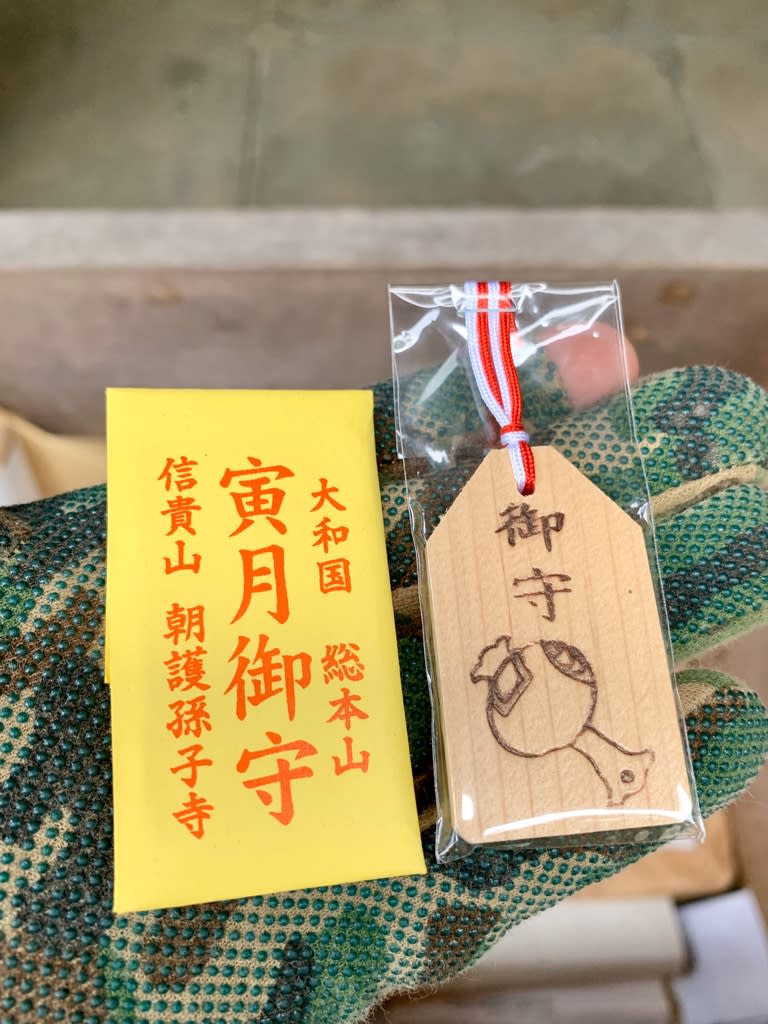 大和国 総本山
寅月御守
信貴山 朝護孫子寺
御守